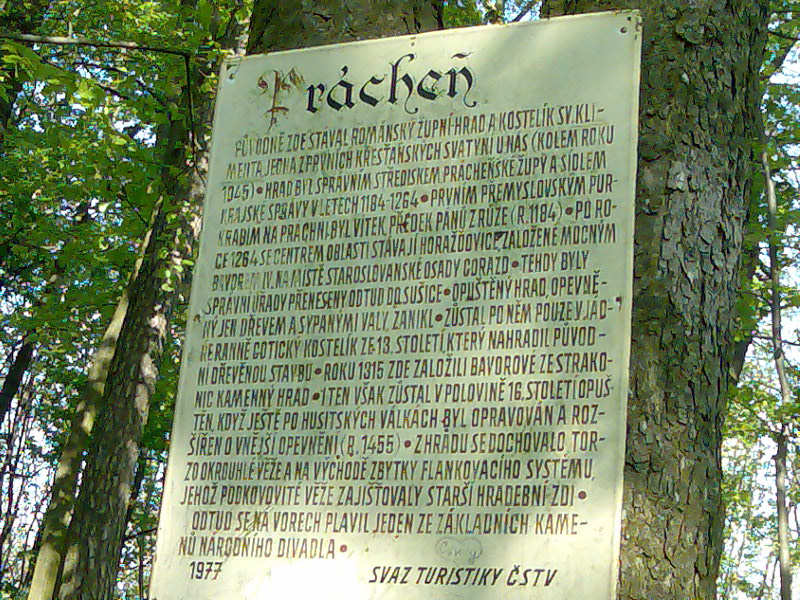 Prácheň
PŮVODNĚ ZDE STÁVAL ROMÁNSKÝ ŽUPNÍ HRAD A KOSTELÍK SV. KLI-
MENTA JEDNA Z PRVNÍCH KŘESŤANSKÝCH SVATYNÍ U NÁS (KOLEM ROKU
1045) • HRAD BYL SPRÁVNÍM STŘEDISKEM PRÁCHEŇSKÉ ŽUPY A SÍDLEM
KRAJSKÉ SPRÁVY V LETECH 1184-1264 • PRVNÍM PŘEMYSLOVSKÝM PUR-
KRABÍM NA PRÁCHNI BYL VÍTEK PŘEDEK PÁNŮ Z RŮŽE (R. 1184) • PO RO-
CE 1264 SE CENTREM OBLASTI STÁVAJÍ HORAŽĎOVICE ZALOŽENÉ MOCNÝM
BAVOREM IV. NA MÍSTĚ STAROSLOVANSKÉ OSADY GORAZD • TEHDY BYLY
SPRÁVNÍ ÚŘADY PŘENESENY ODTUD DO SUŠICE • OPUŠTĚNÝ HRAD, OPEVNĚ-
NÝ JEN DŘEVEM A SYPANÝMI VALY, ZANIKL • ZŮSTAL PO NĚM POUZE V JÁD-
ŘE RANNĚ GOTICKÝ KOSTELÍK ZE 13. STOLETÍ, KTERÝ NAHRADIL PŮVOD-
NÍ DŘEVĚNOU STAVBU • ROKU 1315 ZDE ZALOŽILI BAVOROVÉ ZE STRAKO-
NIC KAMENNÝ HRAD • I TEN VŠAK ZŮSTAL V POLOVINĚ 16. STOLETÍ OPUŠ-
TĚN, KDYŽ JEŠTĚ PO HUSITSKÝCH VÁLKÁCH BYL OPRAVOVÁN A ROZ-
ŠÍŘEN O VNĚJŠÍ OPEVNĚNÍ (R. 1455) • Z HRADU SE DOCHOVALO TOR-
ZO OKROUHLÉ VĚŽE A NA VÝCHODĚ ZBYTKY FLANKOVACÍHO SYSTÉMU,
JEHOŽ PODKOVOVITÉ VĚŽE ZAJIŠŤOVALY STARŠÍ HRADEBNÍ ZDI •
ODTUD SE NA VORECH PLAVIL JEDEN ZE ZÁKLADNÍCH KAME-
NŮ NÁRODNÍHO DIVADLA •
1977 SVAZ TURISTIKY ČSTV